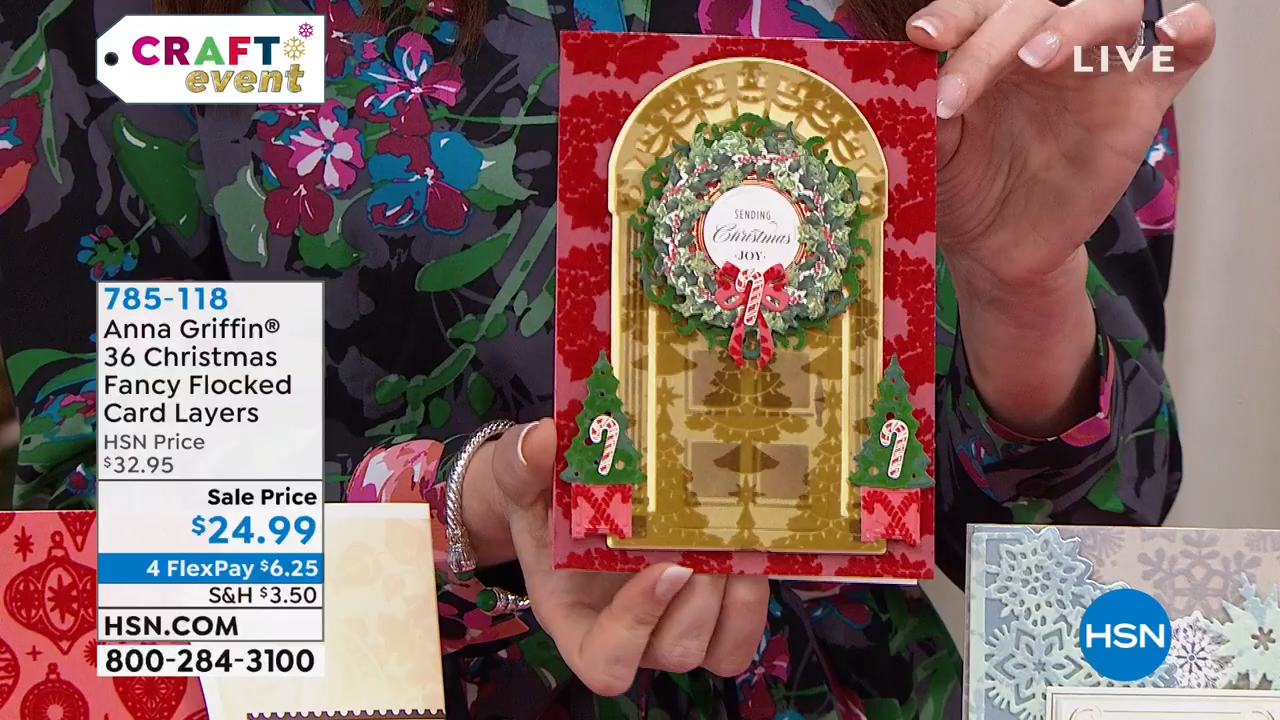 CRAFT
event
LIVE
SENDING
Christmas
·JOY·
785-118
Anna Griffin®
36 Christmas
Fancy Flocked
Card Layers
HSN Price
$32.95
Sale Price
$24.99
4 FlexPay $6.25
S&H $3.50
HSN.COM
800-284-3100
HSN